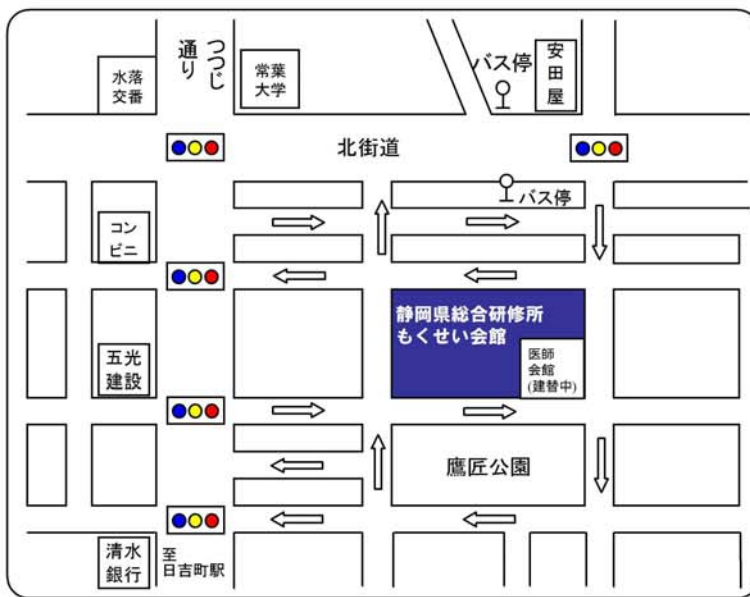 つつじ
通り
水落
交番
常葉
大学
バス停
安田屋
北街道
バス停
コン
ビニ
静岡県総合研修所
もくせい会館
医師
会館
(建替中)
五光
建設
鷹匠公園
清水
銀行
至
日吉町駅